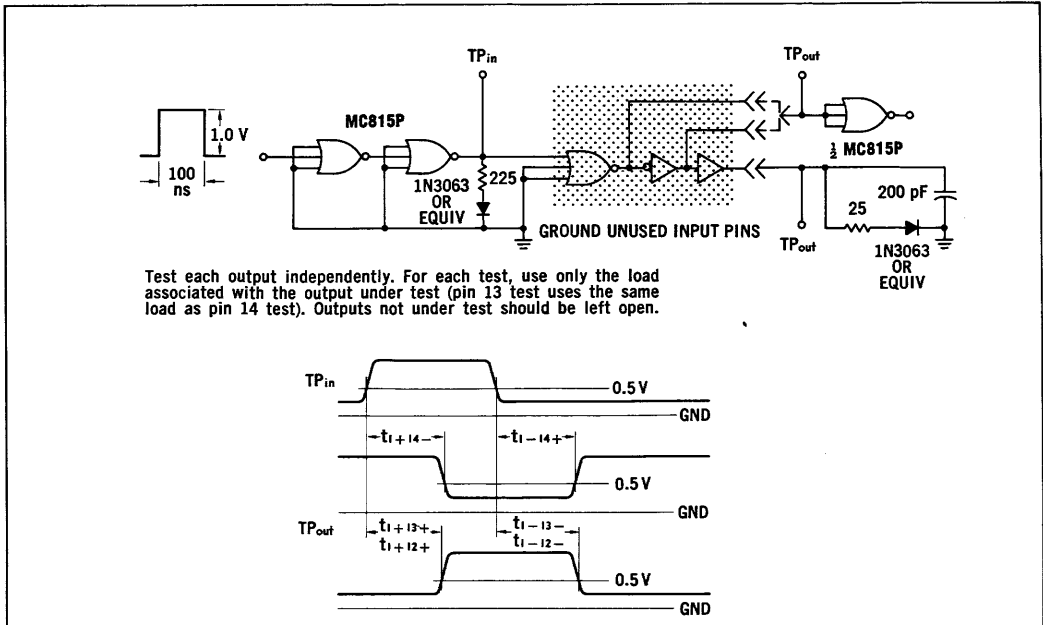 TPin
TPout
MC815P
1.0 V
100
ns
225
1N3063
OR
EQUIV
½ MC815P
200 pF
25
GROUND UNUSED INPUT PINS
TPout
1N3063
OR
EQUIV
Test each output independently. For each test, use only the load
associated with the output under test (pin 13 test uses the same
load as pin 14 test). Outputs not under test should be left open.
TPin
0.5 V
GND
t1+14-
t1-14+
0.5 V
GND
TPout
t1+13+
t1+12+
t1-13-
t1-12-
0.5 V
GND